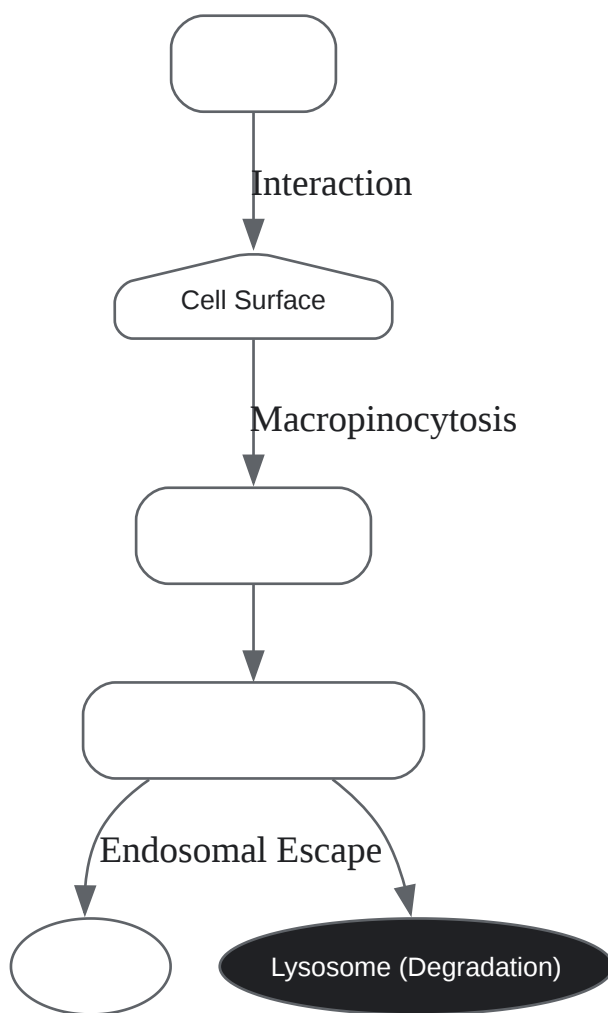 Interaction
Cell Surface
Macropinocytosis
Endosomal Escape
Lysosome (Degradation)